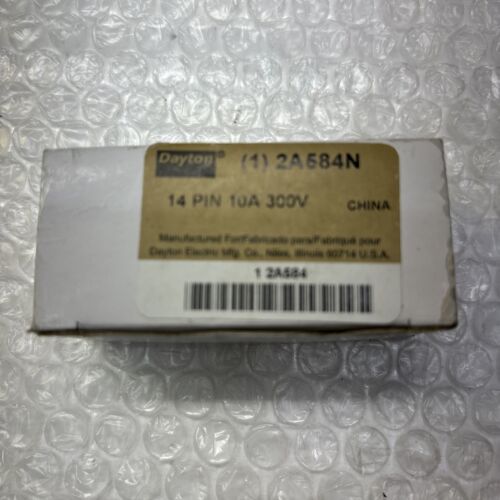 Dayton® (1) 2A584N
14 PIN 10A 300V CHINA
Manufactured For/Fabricado para/Fabriqué pour
Dayton Electric Mfg. Co., Niles, Illinois 60714 U.S.A.
1 2A584